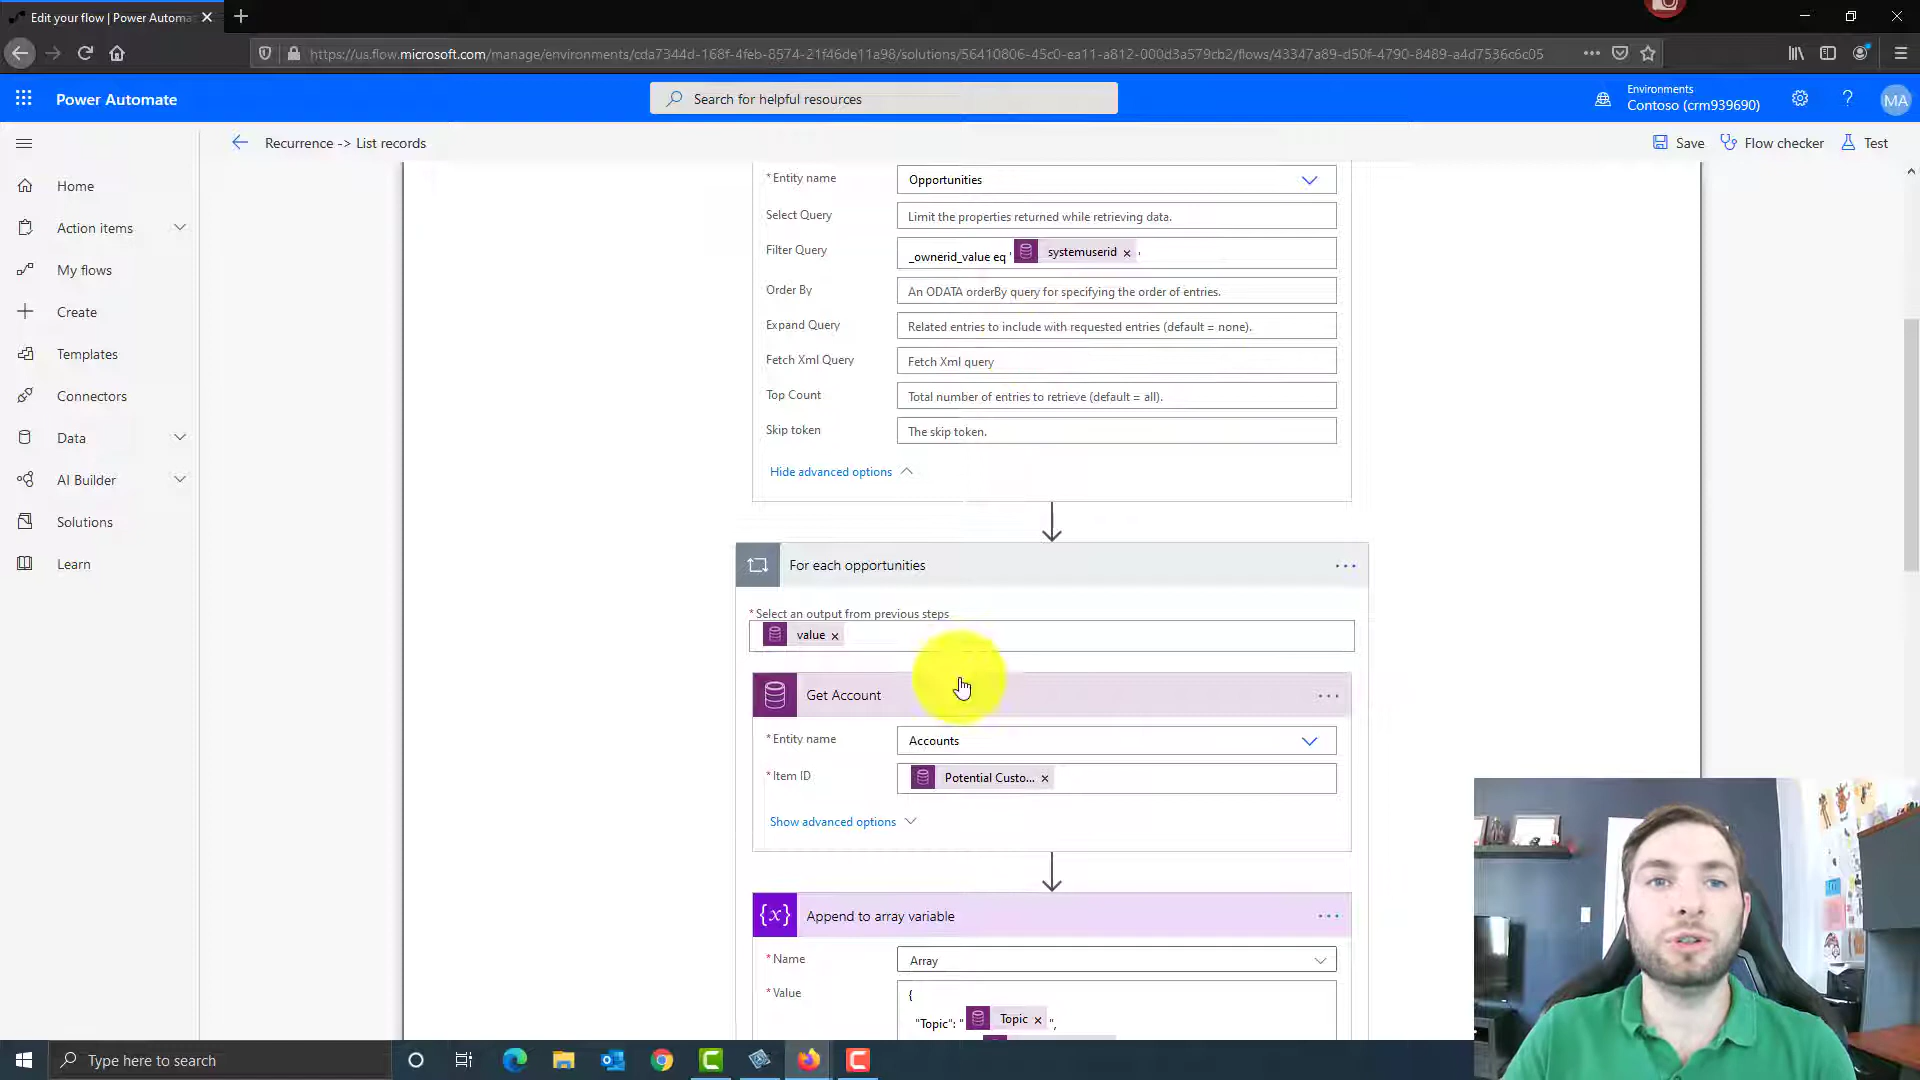 Edit your flow | Power Automa
https://us.flow.microsoft.com/manage/environments/cda7344d-168f-4feb-8574-21f46de11a98/solutions/56410806-45c0-ea11-a812-000d3a579cb2/flows/43347a89-d50f-4790-8489-a4d7536c6c05
Power Automate
Search for helpful resources
Environments
Contoso (crm939690)
MA
Recurrence -> List records
Save
Flow checker
Test
Home
Action items
My flows
Create
Templates
Connectors
Data
AI Builder
Solutions
Learn
* Entity name
Opportunities
Select Query
Limit the properties returned while retrieving data.
Filter Query
_ownerid_value eq ' systemuserid × '
Order By
An ODATA orderBy query for specifying the order of entries.
Expand Query
Related entries to include with requested entries (default = none).
Fetch Xml Query
Fetch Xml query
Top Count
Total number of entries to retrieve (default = all).
Skip token
The skip token.
Hide advanced options
For each opportunities
* Select an output from previous steps
value ×
Get Account
* Entity name
Accounts
* Item ID
Potential Custo... ×
Show advanced options
{x} Append to array variable
* Name
Array
* Value
{
"Topic": " Topic × ",
Type here to search